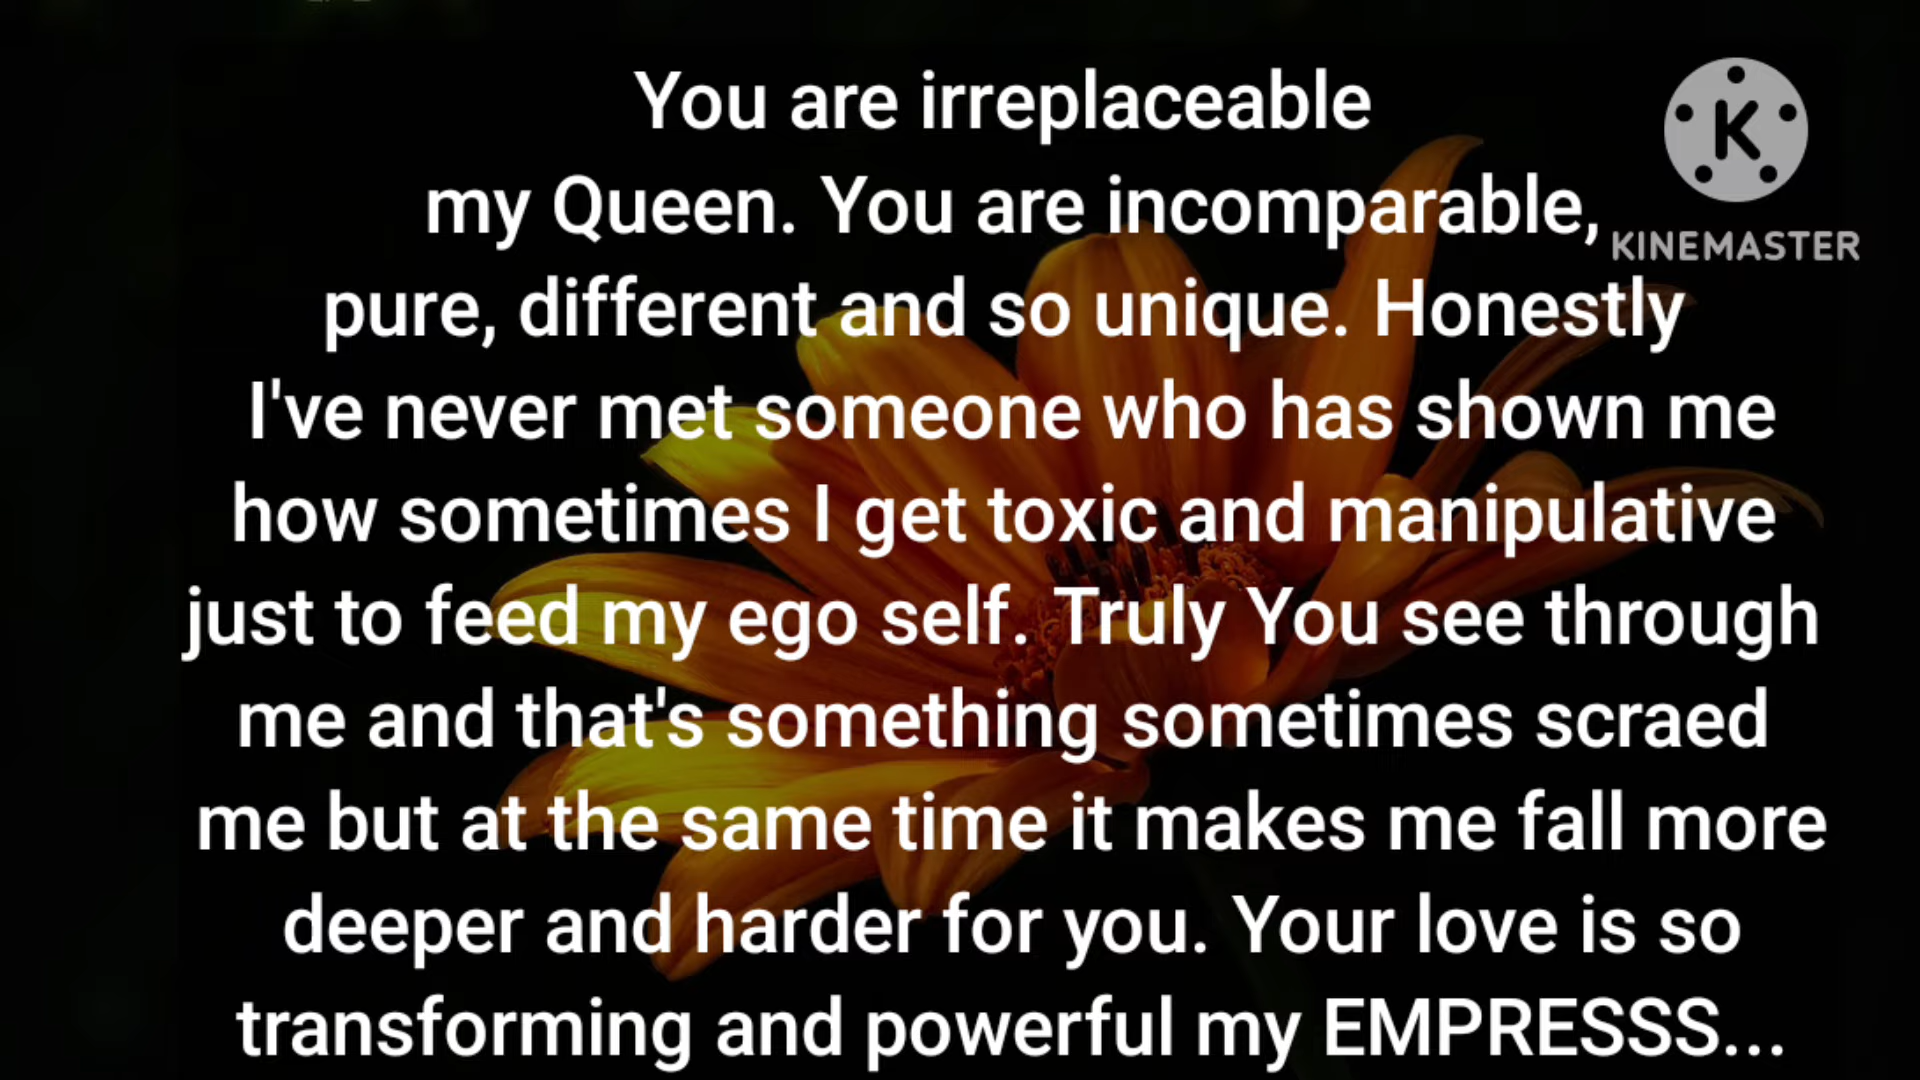 You are irreplaceable
my Queen. You are incomparable,
pure, different and so unique. Honestly
I've never met someone who has shown me
how sometimes I get toxic and manipulative
just to feed my ego self. Truly You see through
me and that's something sometimes scraed
me but at the same time it makes me fall more
deeper and harder for you. Your love is so
transforming and powerful my EMPRESSS...
K
KINEMASTER